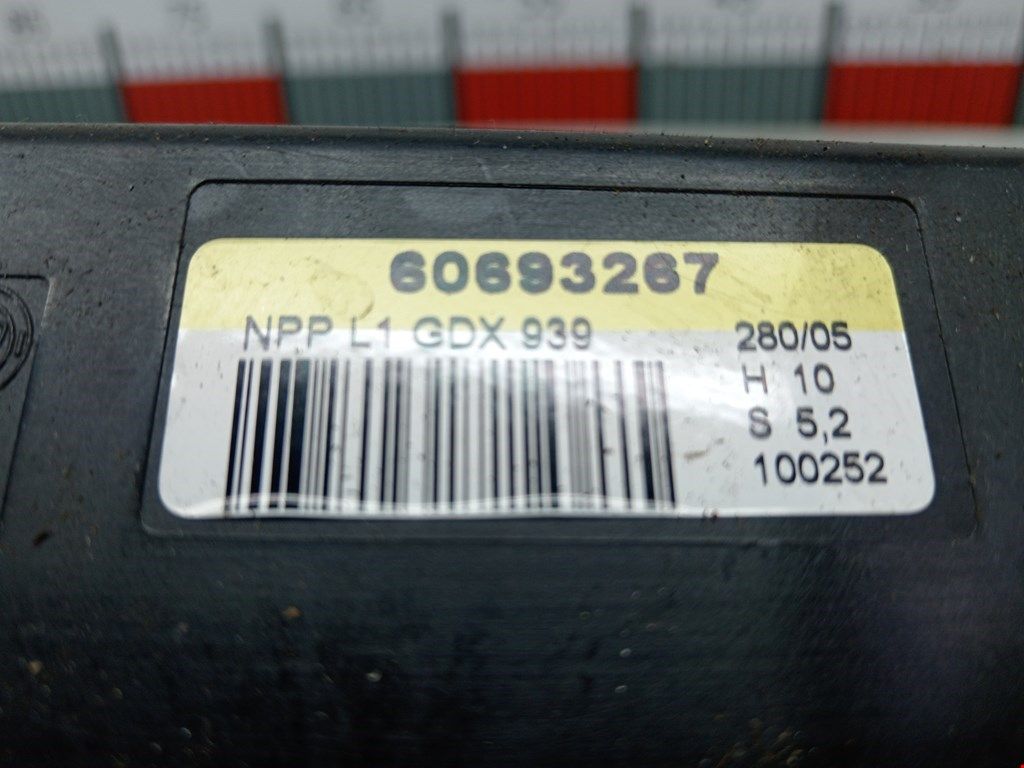 60693267
NPP L1 GDX 939 280/05
H 10
S 5,2
100252